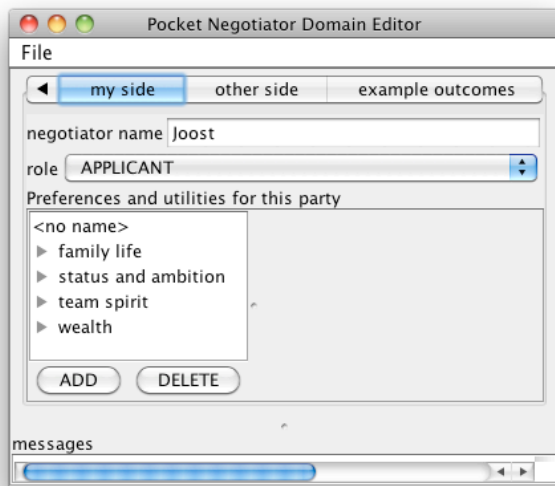 Pocket Negotiator Domain Editor
File
my side other side example outcomes
negotiator name Joost
role APPLICANT
Preferences and utilities for this party
<no name>
family life
status and ambition
team spirit
wealth
ADD DELETE
messages